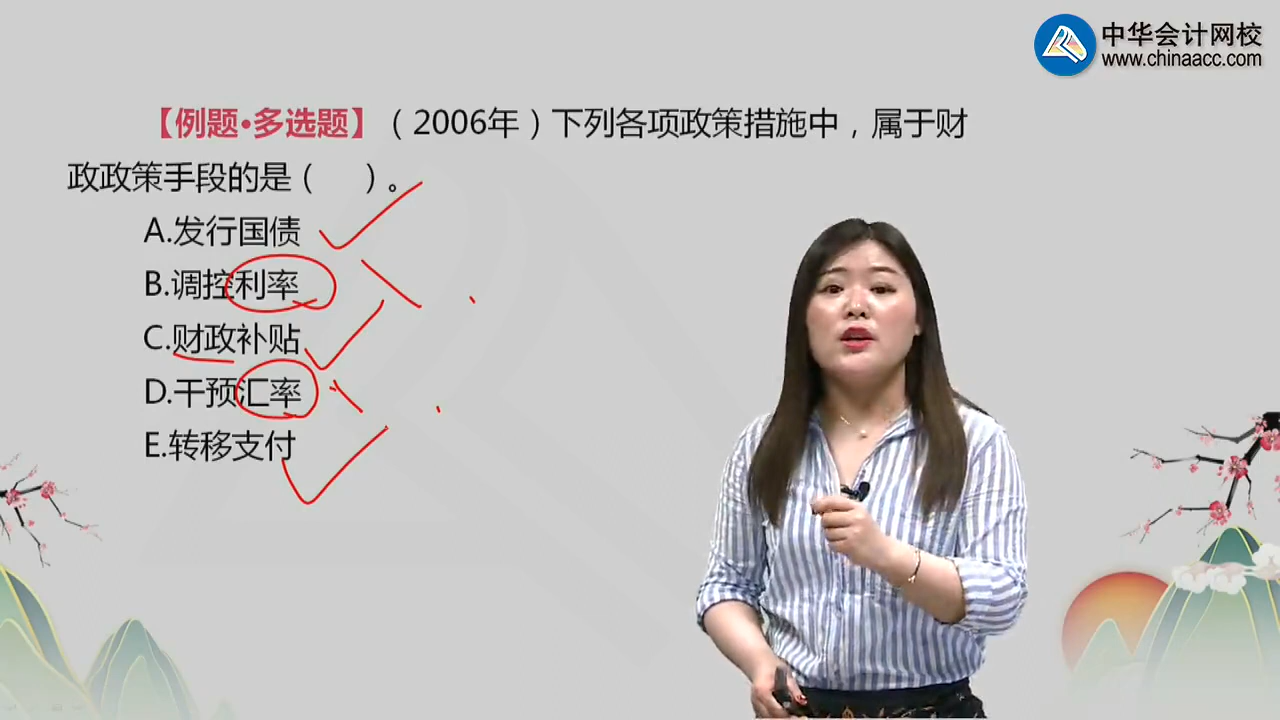 中华会计网校
www.chinaacc.com
【例题•多选题】（2006年）下列各项政策措施中，属于财
政政策手段的是（　　）。
A.发行国债
B.调控利率
C.财政补贴
D.干预汇率
E.转移支付